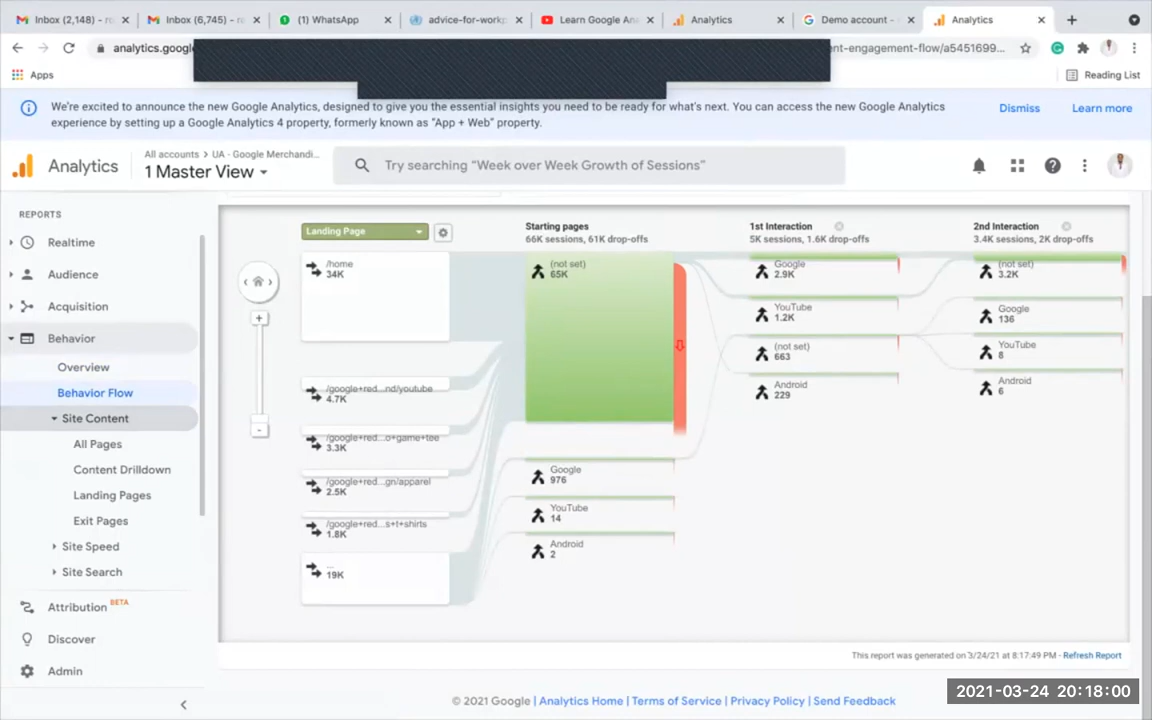 Inbox (2,148) - r
Inbox (6,745) - r
(1) WhatsApp
advice-for-workp
Learn Google An
Analytics
Demo account -
Analytics
analytics.google
nt-engagement-flow/a5451699...
Apps
Reading List
We're excited to announce the new Google Analytics, designed to give you the essential insights you need to be ready for what's next. You can access the new Google Analytics
experience by setting up a Google Analytics 4 property, formerly known as "App + Web" property.
Dismiss
Learn more
Analytics
All accounts > UA - Google Merchandi...
1 Master View
Try searching "Week over Week Growth of Sessions"
REPORTS
Realtime
Audience
Acquisition
Behavior
Overview
Behavior Flow
Site Content
All Pages
Content Drilldown
Landing Pages
Exit Pages
Site Speed
Site Search
Attribution BETA
Discover
Admin
Landing Page
/home
34K
/google+red...nd/youtube
4.7K
/google+red...o+game+tee
3.3K
/google+red...gn/apparel
2.5K
/google+red...s+t+shirts
1.8K
...
19K
Starting pages
66K sessions, 61K drop-offs
(not set)
65K
Google
976
YouTube
14
Android
2
1st Interaction
5K sessions, 1.6K drop-offs
Google
2.9K
YouTube
1.2K
(not set)
663
Android
229
2nd Interaction
3.4K sessions, 2K drop-offs
(not set)
3.2K
Google
136
YouTube
8
Android
6
This report was generated on 3/24/21 at 8:17:49 PM - Refresh Report
© 2021 Google | Analytics Home | Terms of Service | Privacy Policy | Send Feedback
2021-03-24 20:18:00